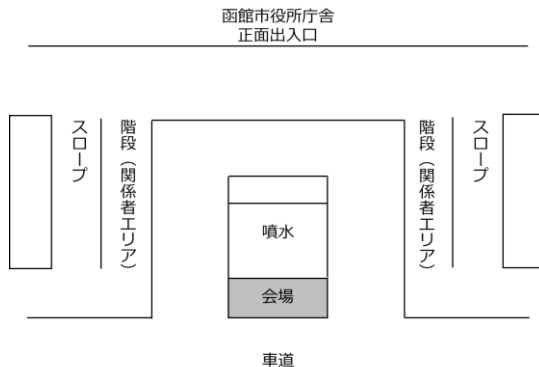 函館市役所庁舎
正面出入口
スロープ
階段（関係者エリア）
階段（関係者エリア）
スロープ
噴水
会場
車道